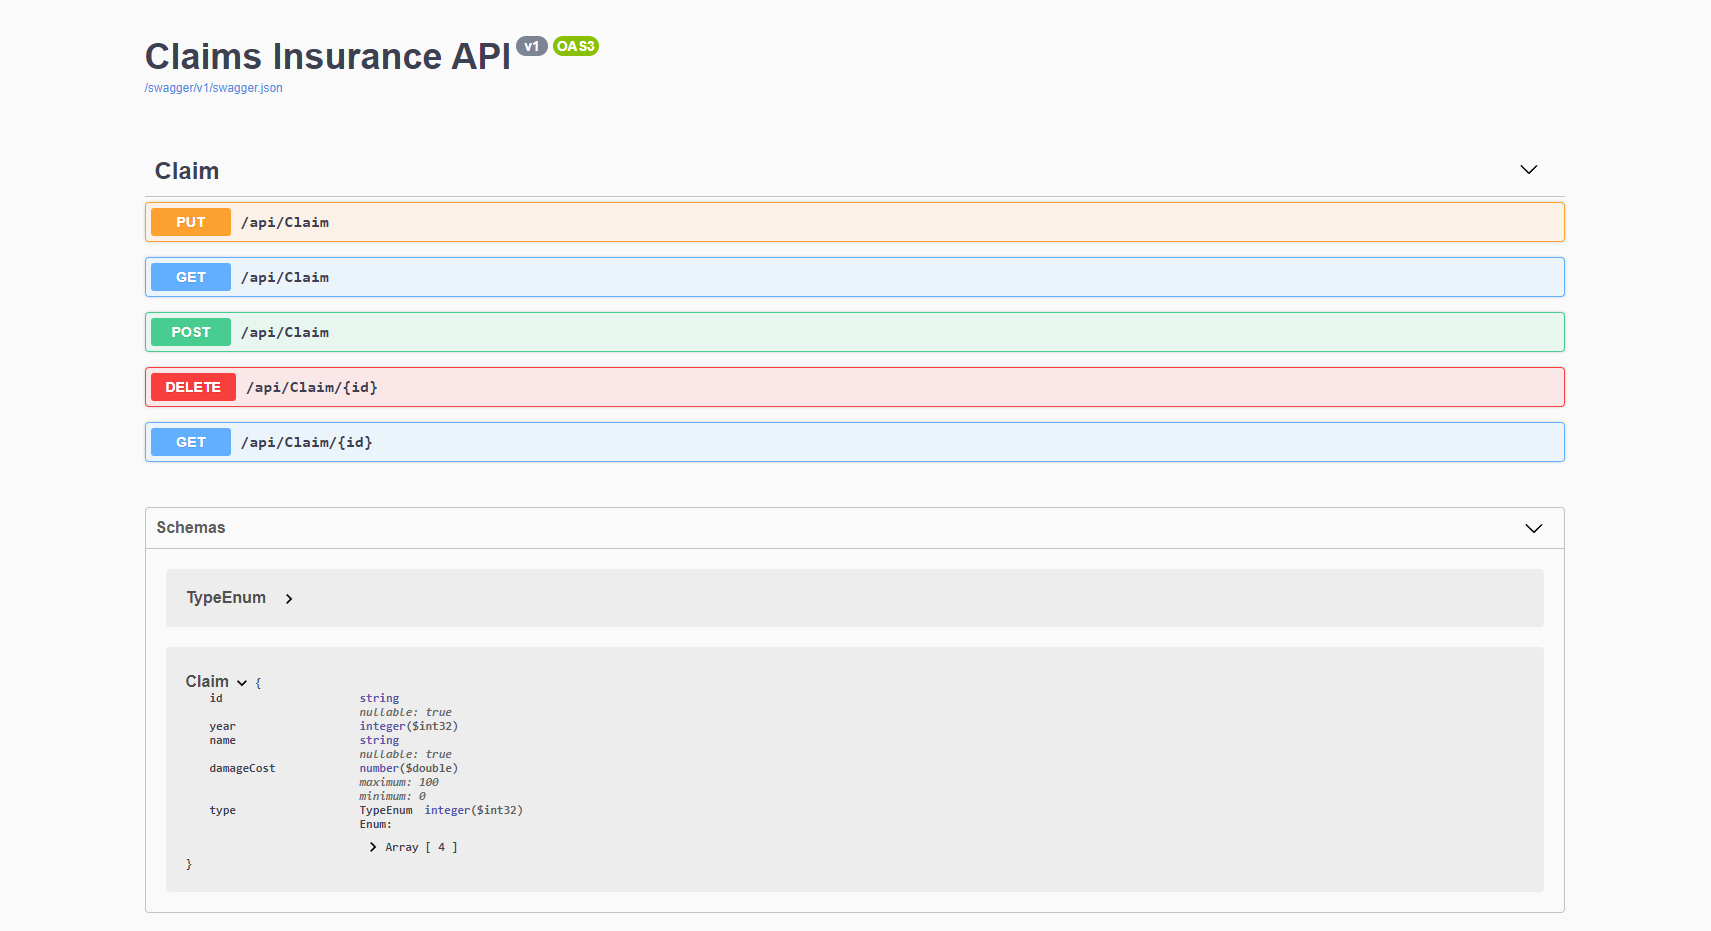 Claims Insurance API v1 OAS3
/swagger/v1/swagger.json
Claim
PUT /api/Claim
GET /api/Claim
POST /api/Claim
DELETE /api/Claim/{id}
GET /api/Claim/{id}
Schemas
TypeEnum
Claim {
id string
nullable: true
year integer($int32)
name string
nullable: true
damageCost number($double)
maximum: 100
minimum: 0
type TypeEnum integer($int32)
Enum:
Array [ 4 ]
}